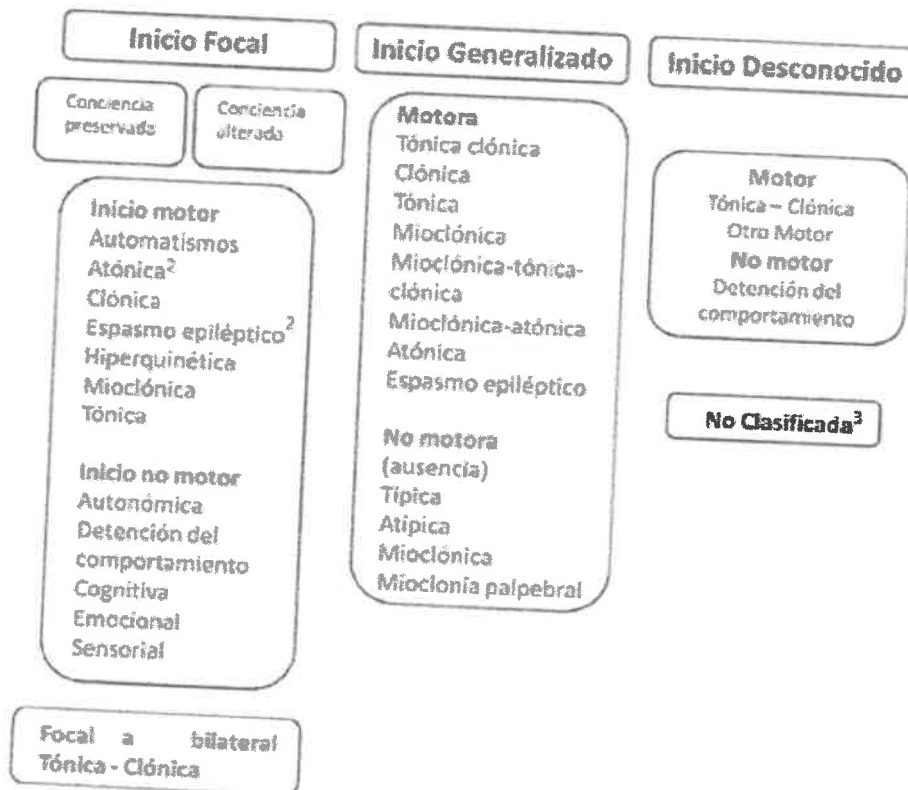 Inicio Focal
Conciencia
preservada
Conciencia
alterada
Inicio motor
Automatismos
Atónica²
Clónica
Espasmo epiléptico²
Hiperquinética
Mioclónica
Tónica
Inicio no motor
Autonómica
Detención del
comportamiento
Cognitiva
Emocional
Sensorial
Focal a bilateral
Tónica - Clónica
Inicio Generalizado
Motora
Tónica clónica
Clónica
Tónica
Mioclónica
Mioclónica-tónica-
clónica
Mioclónica-atónica
Atónica
Espasmo epiléptico
No motora
(ausencia)
Típica
Atípica
Mioclónica
Mioclonía palpebral
Inicio Desconocido
Motor
Tónica – Clónica
Otro Motor
No motor
Detención del
comportamiento
No Clasificada³